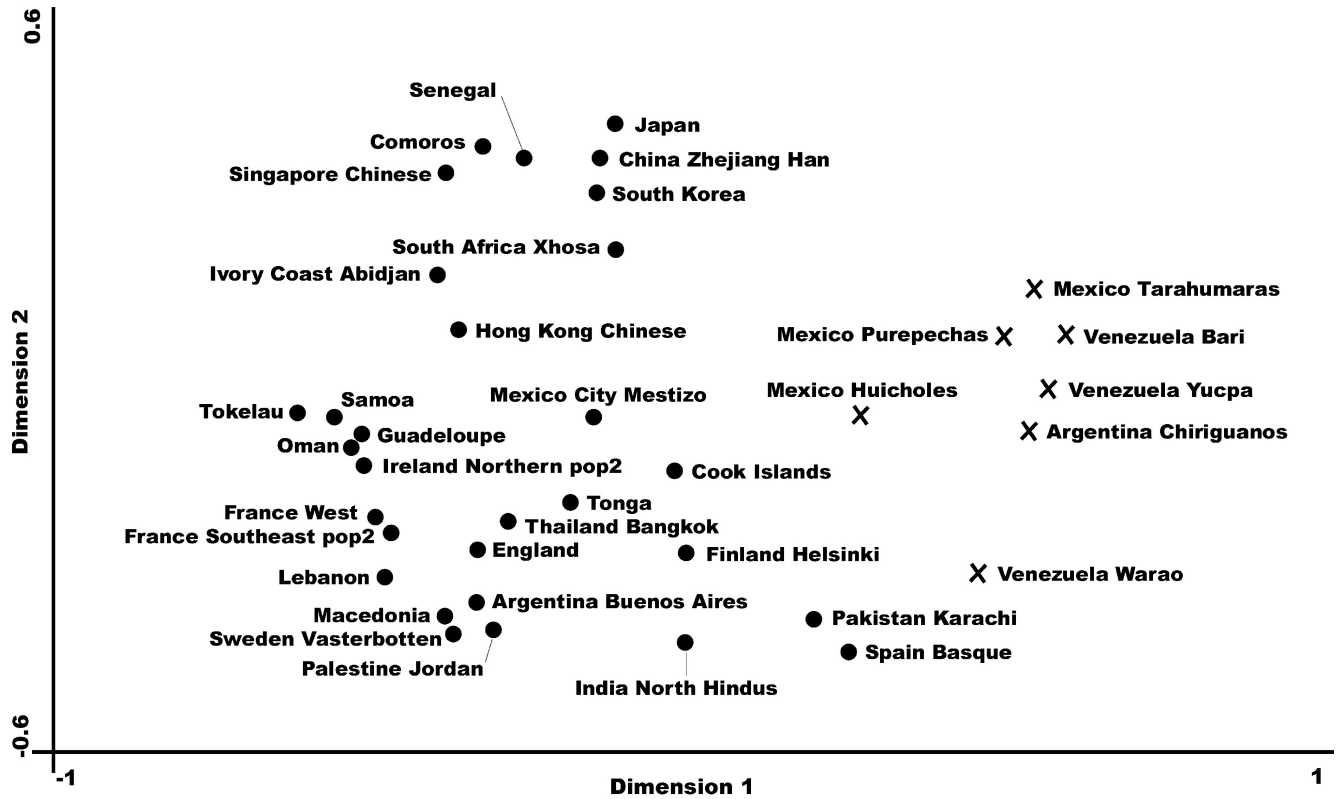 0.6
Senegal
Japan
Comoros
China Zhejiang Han
Singapore Chinese
South Korea
South Africa Xhosa
Ivory Coast Abidjan
Mexico Tarahumaras
Hong Kong Chinese
Mexico Purepechas
Venezuela Bari
Mexico City Mestizo
Mexico Huicholes
Venezuela Yucpa
Samoa
Tokelau
Guadeloupe
Argentina Chiriguanos
Oman
Ireland Northern pop2
Cook Islands
Tonga
France West
Thailand Bangkok
France Southeast pop2
England
Finland Helsinki
Lebanon
Venezuela Warao
Argentina Buenos Aires
Macedonia
Pakistan Karachi
Sweden Vasterbotten
Spain Basque
Palestine Jordan
India North Hindus
Dimension 2
-0.6
-1
Dimension 1
1